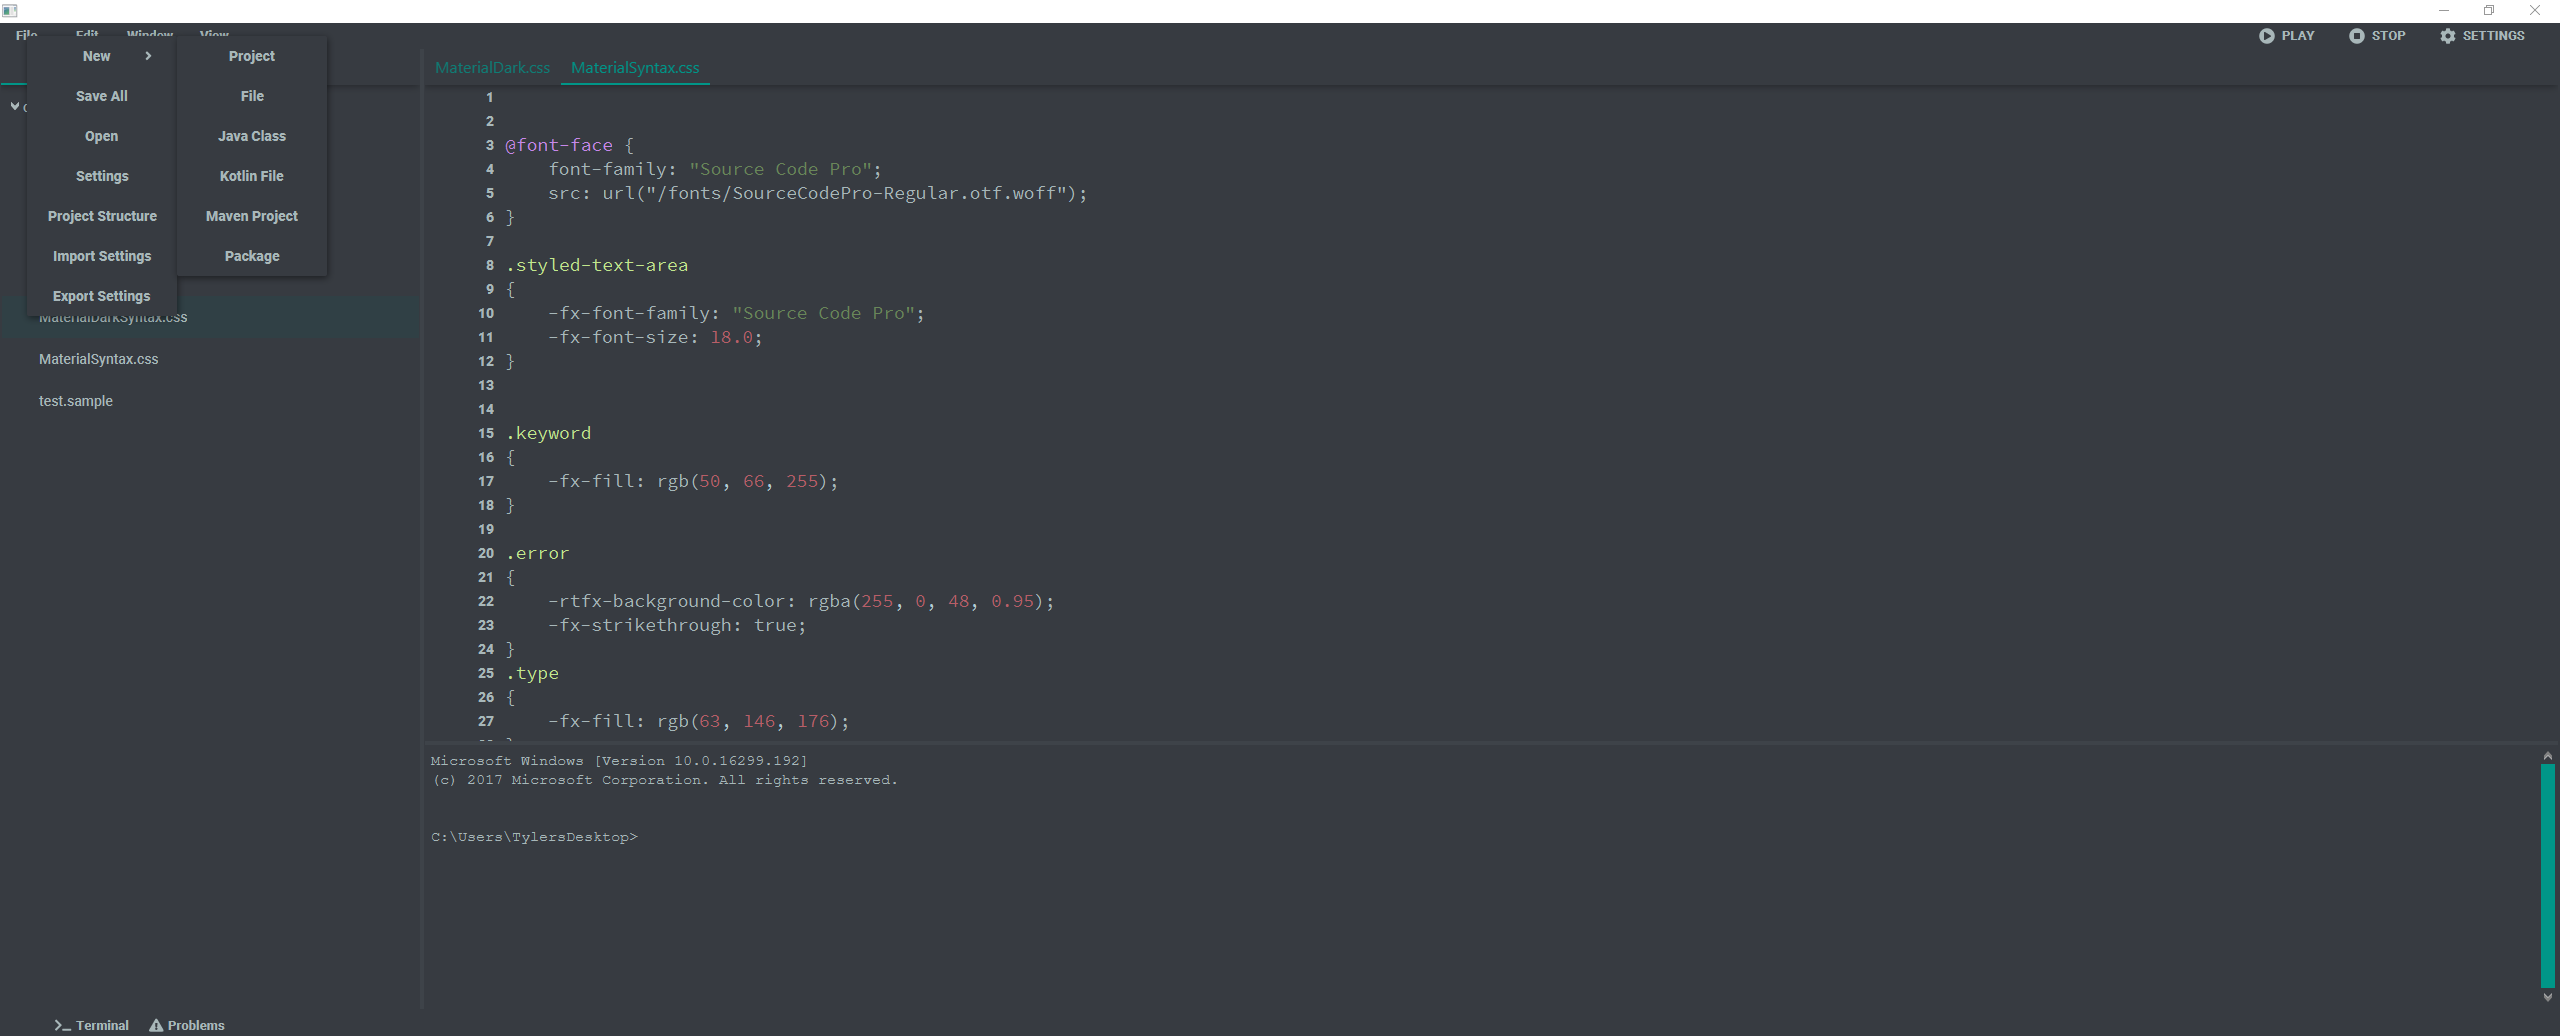 File Edit Window View
PLAY STOP SETTINGS
New
Save All
Open
Settings
Project Structure
Import Settings
Export Settings
Project
File
Java Class
Kotlin File
Maven Project
Package
MaterialDarkSyntax.css
MaterialSyntax.css
test.sample
MaterialDark.css MaterialSyntax.css
1
2
3 @font-face {
4 font-family: "Source Code Pro";
5 src: url("/fonts/SourceCodePro-Regular.otf.woff");
6 }
7
8 .styled-text-area
9 {
10 -fx-font-family: "Source Code Pro";
11 -fx-font-size: 18.0;
12 }
13
14
15 .keyword
16 {
17 -fx-fill: rgb(50, 66, 255);
18 }
19
20 .error
21 {
22 -rtfx-background-color: rgba(255, 0, 48, 0.95);
23 -fx-strikethrough: true;
24 }
25 .type
26 {
27 -fx-fill: rgb(63, 146, 176);
Microsoft Windows [Version 10.0.16299.192]
(c) 2017 Microsoft Corporation. All rights reserved.
C:\Users\TylersDesktop>
Terminal Problems